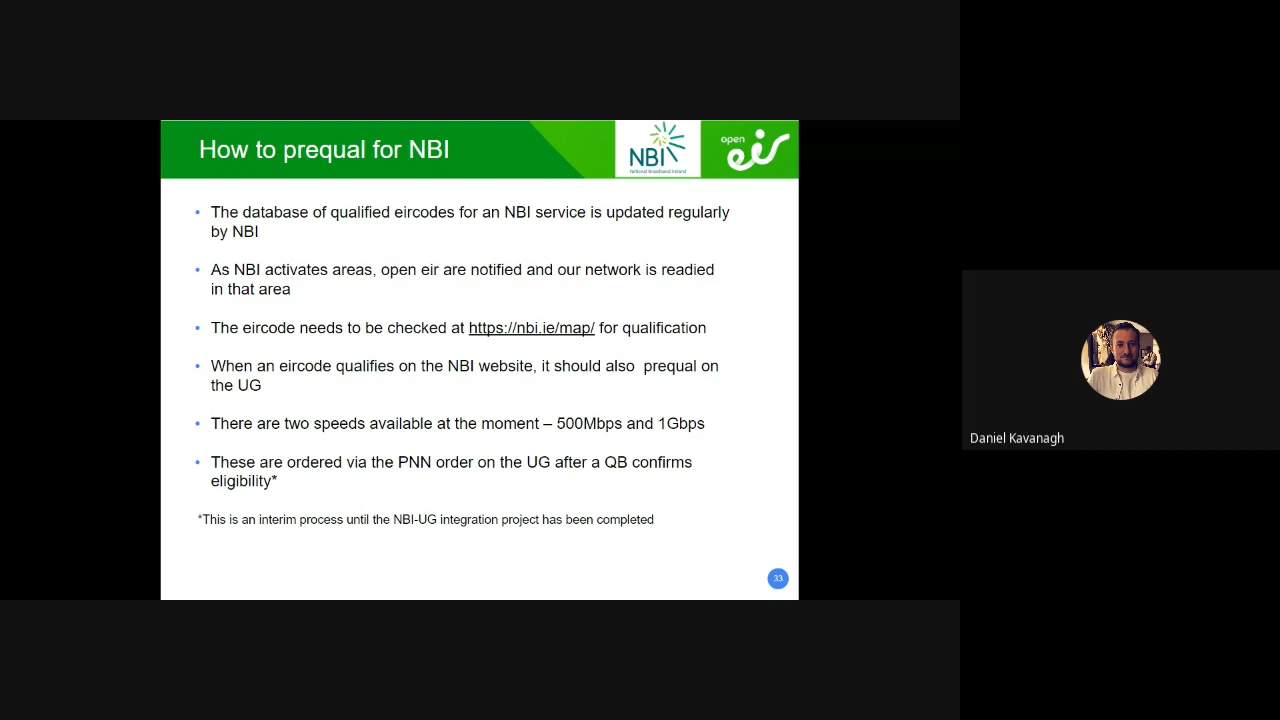 How to prequal for NBI
NBI
National Broadband Ireland
open
eir
• The database of qualified eircodes for an NBI service is updated regularly
by NBI
• As NBI activates areas, open eir are notified and our network is readied
in that area
• The eircode needs to be checked at https://nbi.ie/map/ for qualification
• When an eircode qualifies on the NBI website, it should also  prequal on
the UG
• There are two speeds available at the moment – 500Mbps and 1Gbps
• These are ordered via the PNN order on the UG after a QB confirms
eligibility*
*This is an interim process until the NBI-UG integration project has been completed
33
Daniel Kavanagh